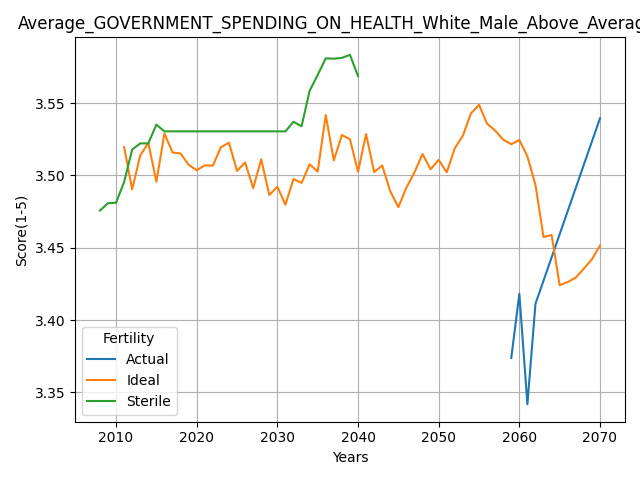 Average_GOVERNMENT_SPENDING_ON_HEALTH_White_Male_Above_Averag
Score(1-5)
3.55
3.50
3.45
3.40
3.35
Fertility
Actual
Ideal
Sterile
2010 2020 2030 2040 2050 2060 2070
Years